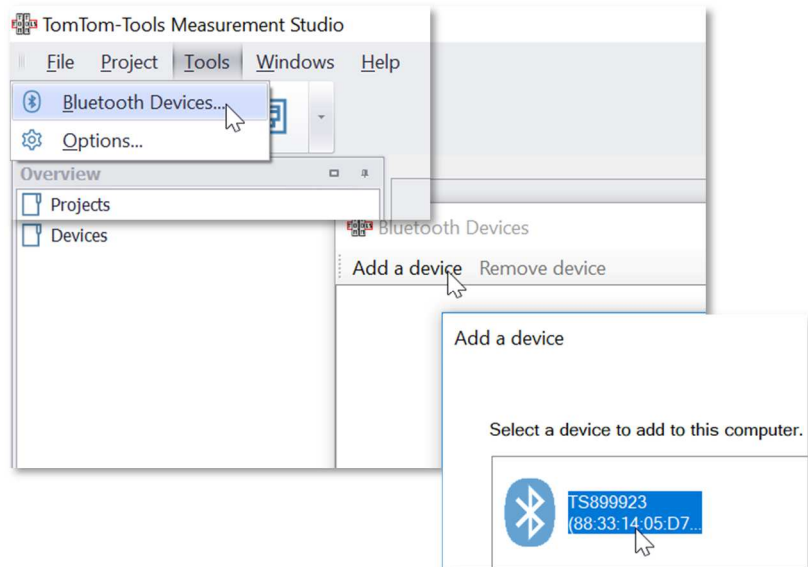 TomTom-Tools Measurement Studio
File Project Tools Windows Help
Bluetooth Devices...
Options...
Overview
Projects
Devices
Bluetooth Devices
Add a device Remove device
Add a device
Select a device to add to this computer.
TS899923
(88:33:14:05:D7...